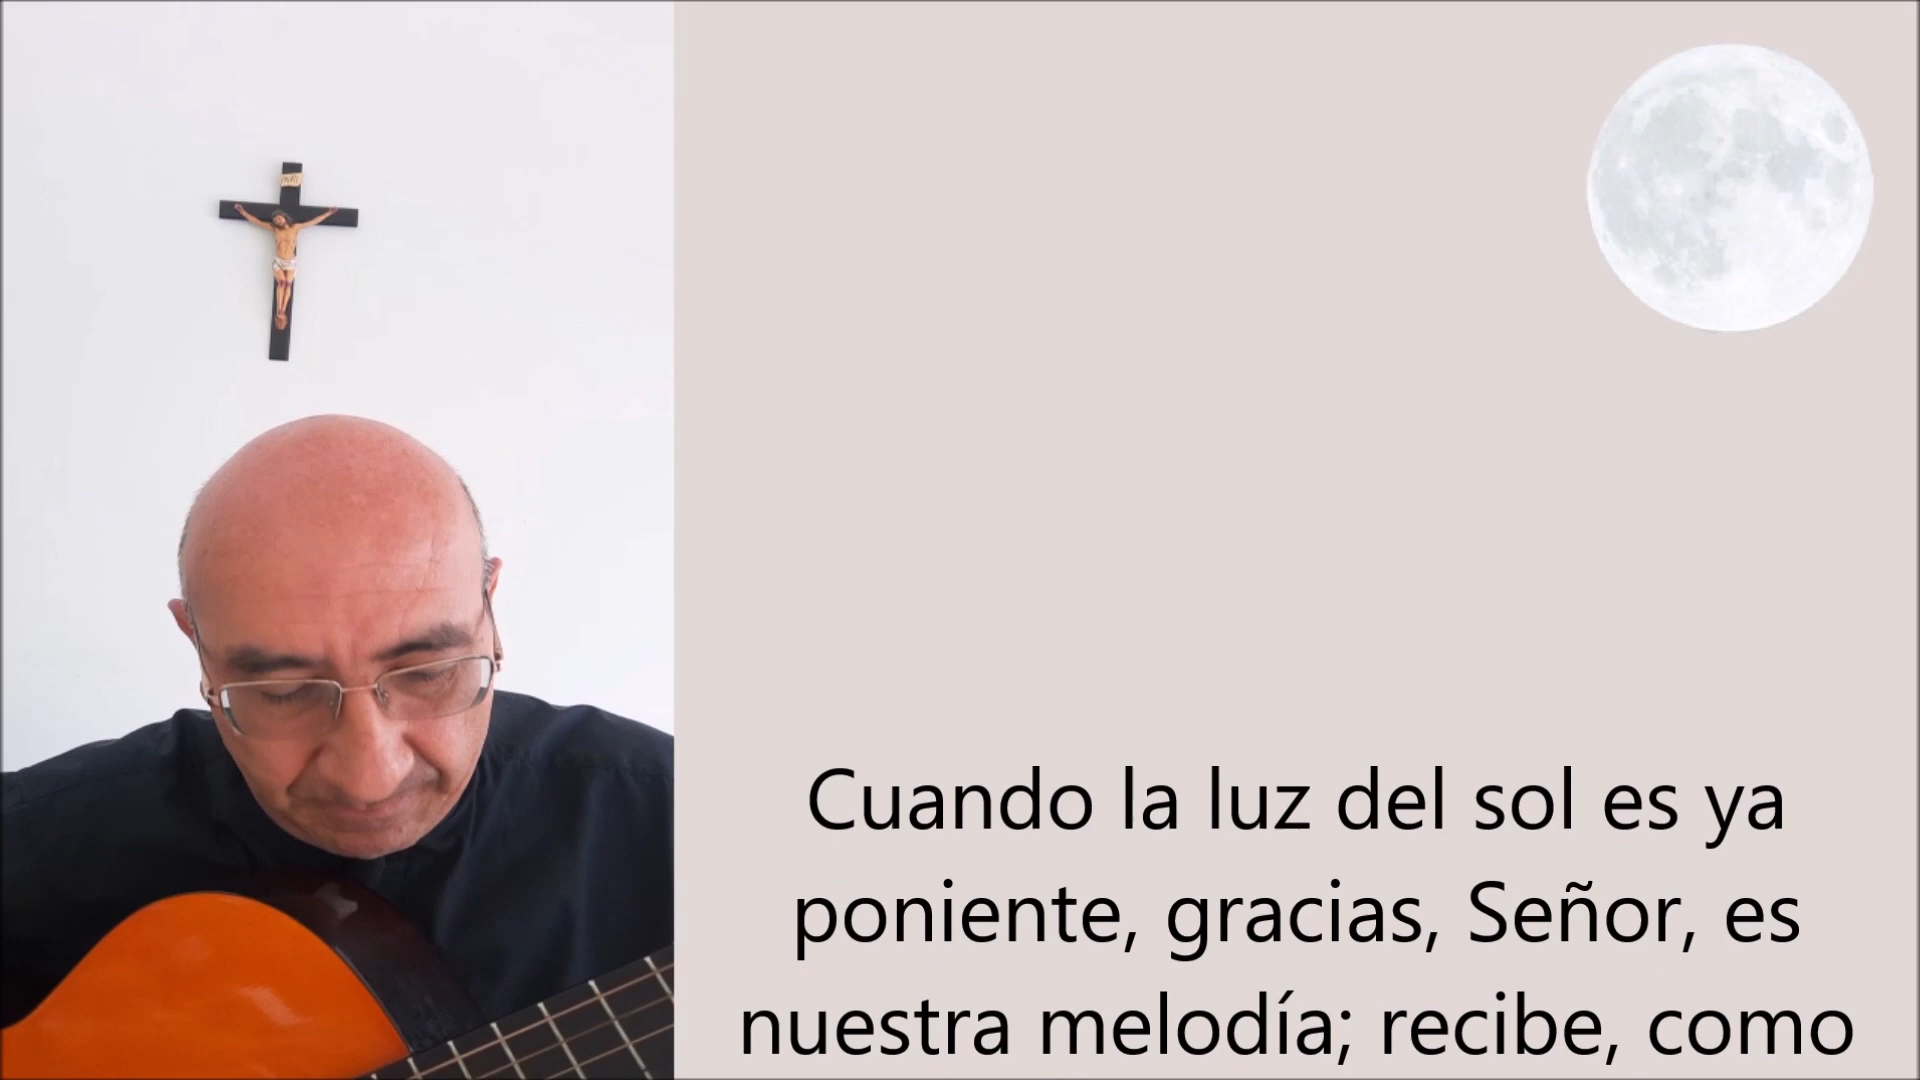 Cuando la luz del sol es ya
poniente, gracias, Señor, es
nuestra melodía; recibe, como